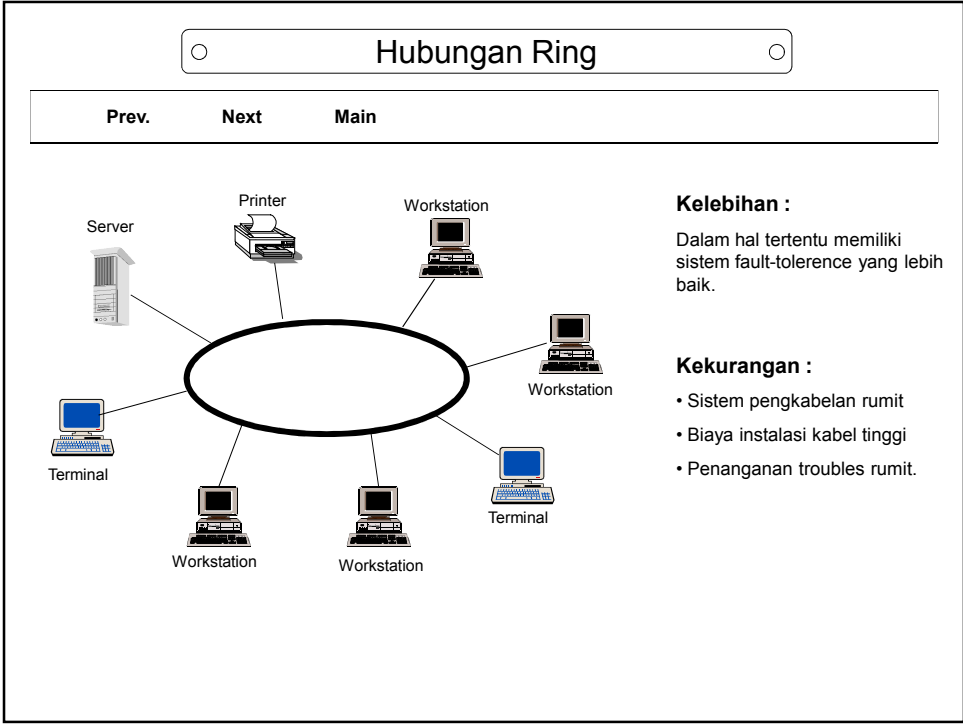 Hubungan Ring
Prev. Next Main
Server
Printer
Workstation
Workstation
Terminal
Workstation
Workstation
Terminal
Kelebihan :
Dalam hal tertentu memiliki
sistem fault-tolerence yang lebih
baik.
Kekurangan :
• Sistem pengkabelan rumit
• Biaya instalasi kabel tinggi
• Penanganan troubles rumit.